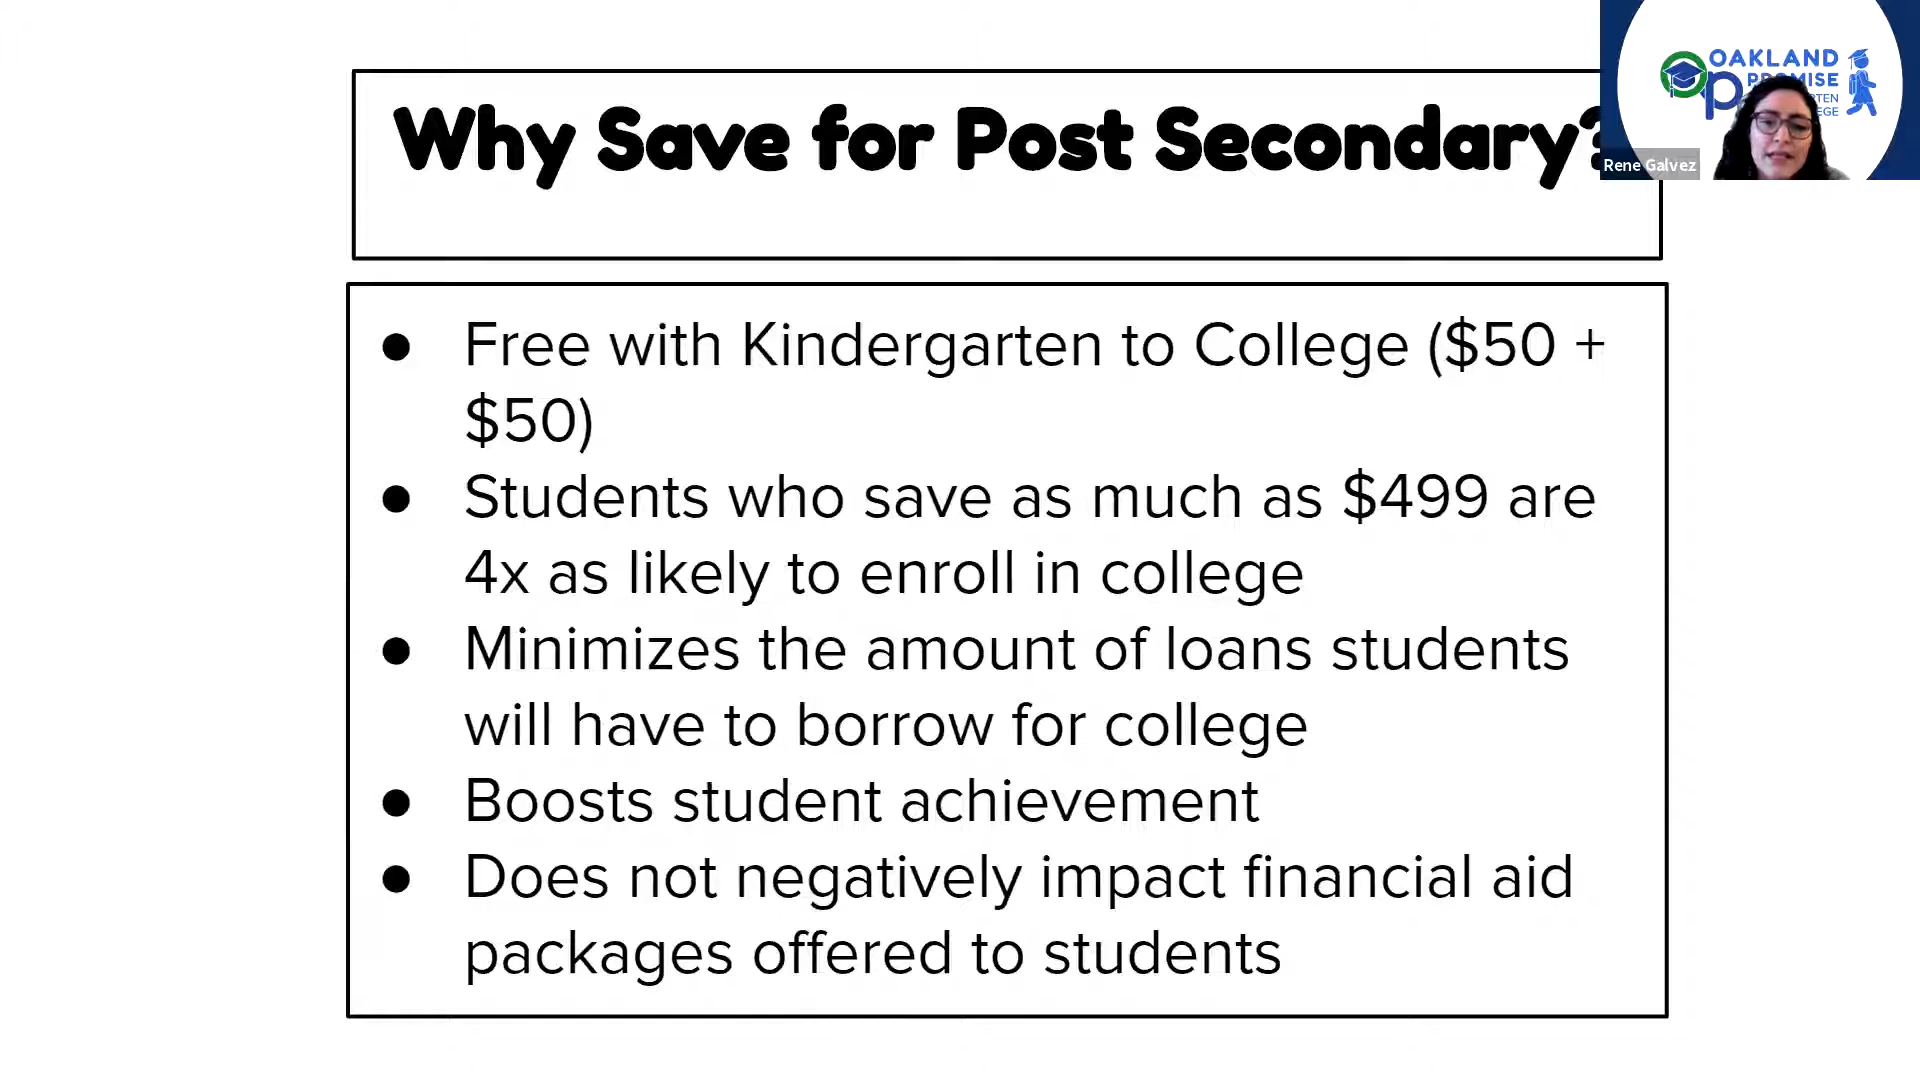 Why Save for Post Secondary?
● Free with Kindergarten to College ($50 +
$50)
● Students who save as much as $499 are
4x as likely to enroll in college
● Minimizes the amount of loans students
will have to borrow for college
● Boosts student achievement
● Does not negatively impact financial aid
packages offered to students
OAKLAND
Rene Galvez